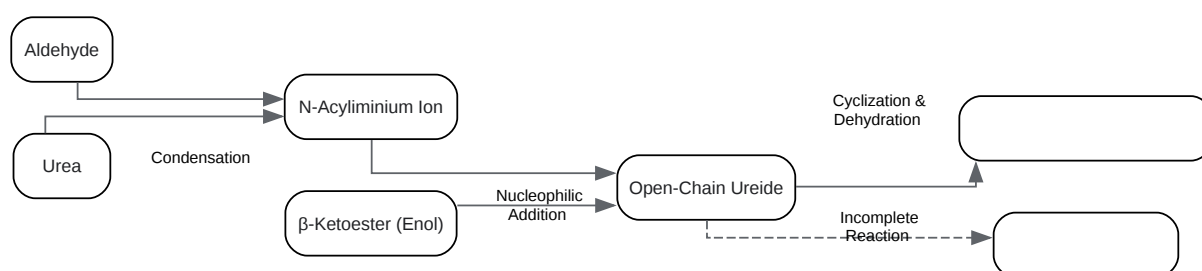 Aldehyde
Urea
Condensation
N-Acyliminium Ion
β-Ketoester (Enol)
Nucleophilic
Addition
Open-Chain Ureide
Cyclization &
Dehydration
Incomplete
Reaction